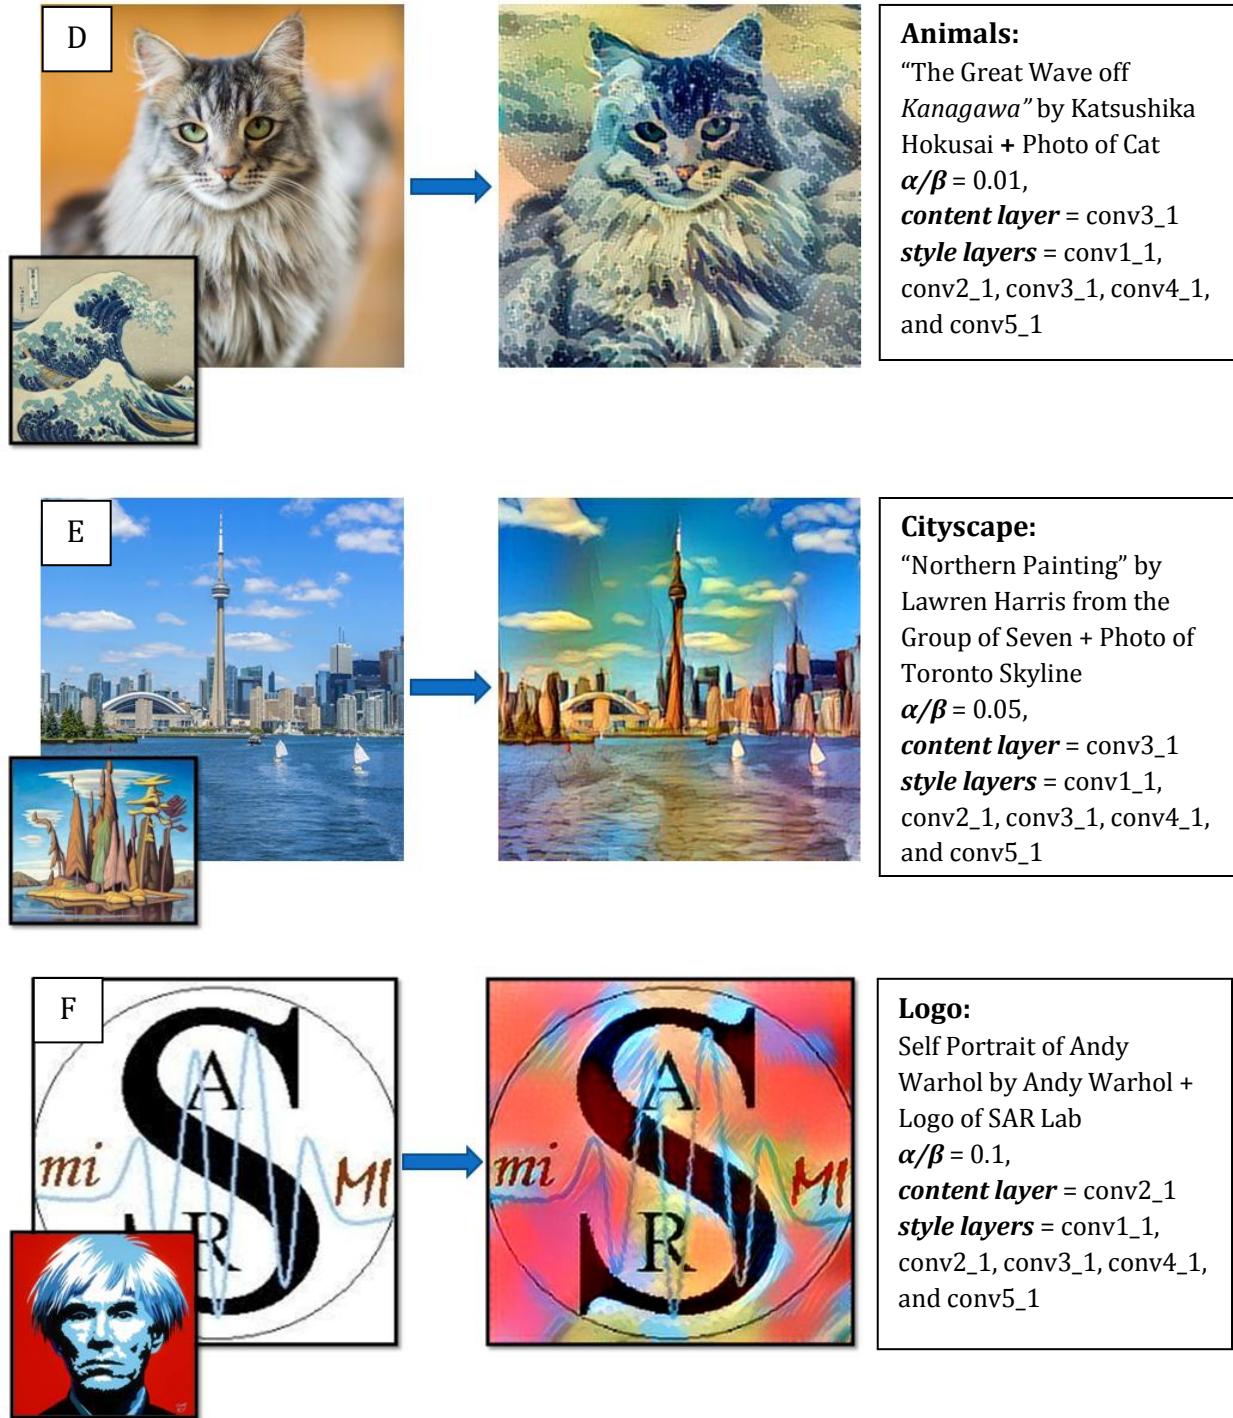 D
Animals:
“The Great Wave off
Kanagawa” by Katsushika
Hokusai + Photo of Cat
α/β = 0.01,
content layer = conv3_1
style layers = conv1_1,
conv2_1, conv3_1, conv4_1,
and conv5_1
E
Cityscape:
“Northern Painting” by
Lawren Harris from the
Group of Seven + Photo of
Toronto Skyline
α/β = 0.05,
content layer = conv3_1
style layers = conv1_1,
conv2_1, conv3_1, conv4_1,
and conv5_1
F
S
A
mi
MI
R
S
A
mi
MI
R
Logo:
Self Portrait of Andy
Warhol by Andy Warhol +
Logo of SAR Lab
α/β = 0.1,
content layer = conv2_1
style layers = conv1_1,
conv2_1, conv3_1, conv4_1,
and conv5_1